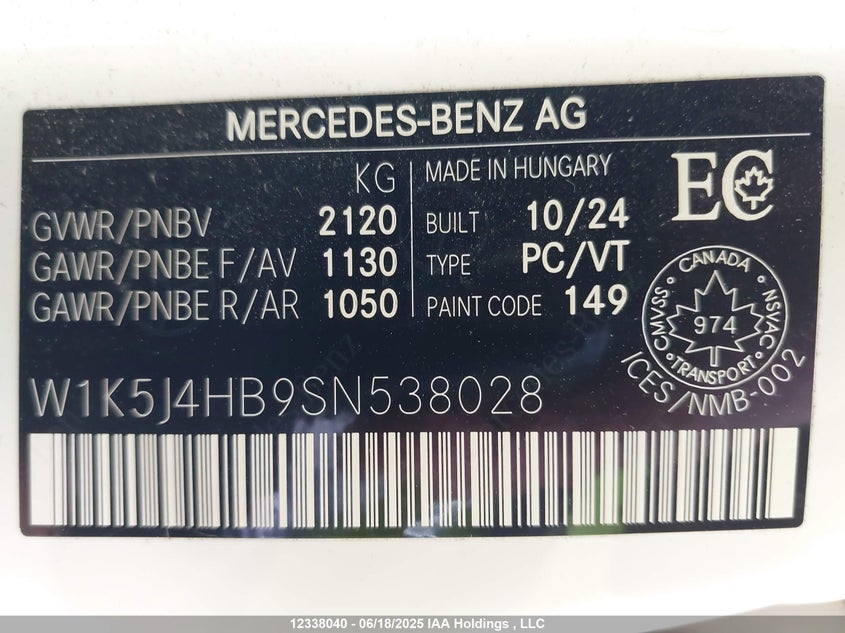 MERCEDES-BENZ AG
KG
GVWR/PNBV 2120
GAWR/PNBE F/AV 1130
GAWR/PNBE R/AR 1050
MADE IN HUNGARY
BUILT 10/24
TYPE PC/VT
PAINT CODE 149
EC
CANADA
CMVSS 974 NSVAC
TRANSPORT
ICES/NMB-002
W1K5J4HB9SN538028
12338040 - 06/18/2025 IAA Holdings , LLC